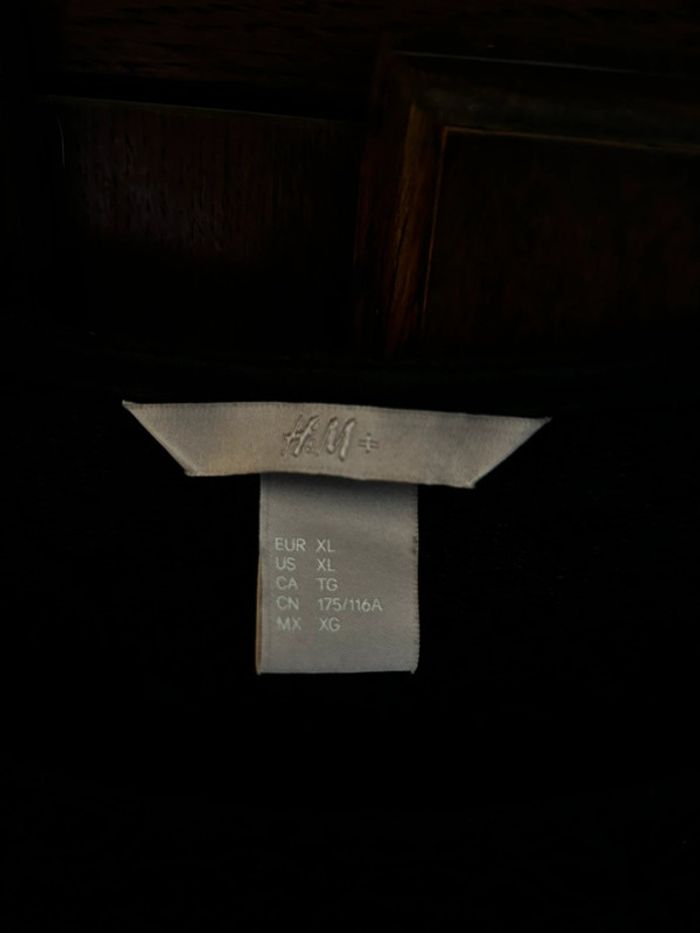 H&M+
EUR XL
US XL
CA TG
CN 175/116A
MX XG